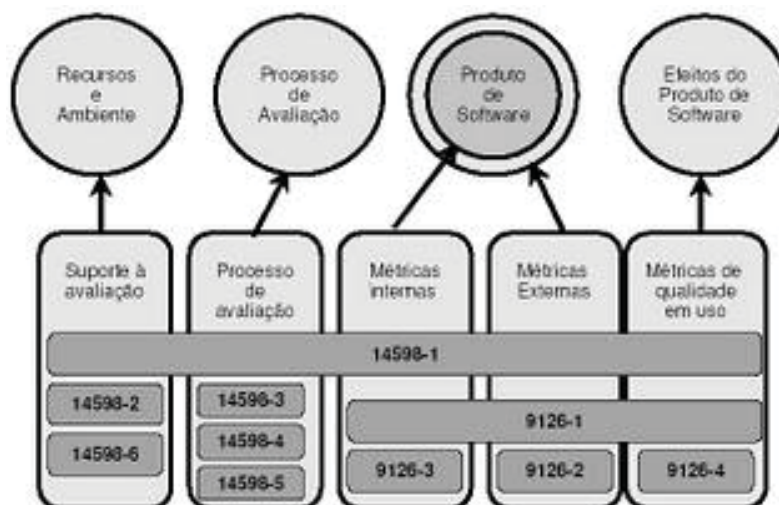 Recursos
e
Ambiente
Processo
de
Avaliação
Produto
de
Software
Efeitos do
Produto de
Software
Suporte à
avaliação
Processo
de
avaliação
Métricas
internas
Métricas
Externas
Métricas de
qualidade
em uso
14598-1
14598-2
14598-3
9126-1
14598-6
14598-4
9126-3
9126-2
9126-4
14598-5